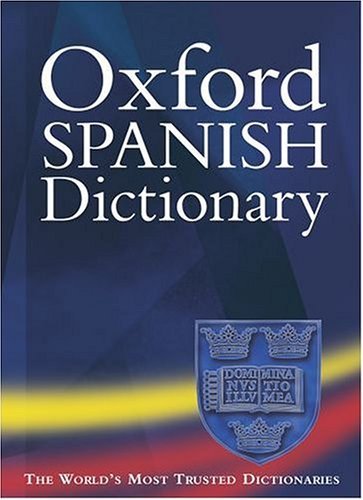 Oxford
SPANISH
Dictionary
DOMI MINA
NVS TIO
ILLV MEA
THE WORLD'S MOST TRUSTED DICTIONARIES